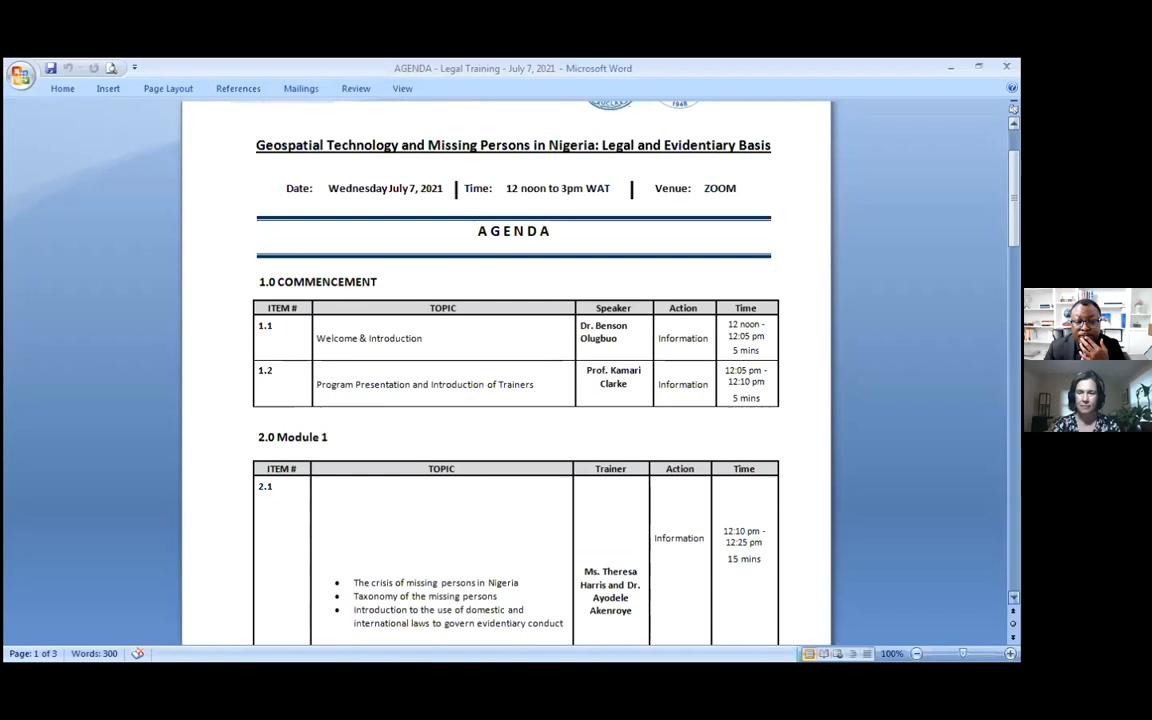 AGENDA - Legal Training - July 7, 2021 - Microsoft Word
Home Insert Page Layout References Mailings Review View
1948
Geospatial Technology and Missing Persons in Nigeria: Legal and Evidentiary Basis
Date: Wednesday July 7, 2021 | Time: 12 noon to 3pm WAT | Venue: ZOOM
A G E N D A
1.0 COMMENCEMENT
ITEM # TOPIC Speaker Action Time
1.1 Welcome & Introduction Dr. Benson Olugbuo Information 12 noon - 12:05 pm 5 mins
1.2 Program Presentation and Introduction of Trainers Prof. Kamari Clarke Information 12:05 pm - 12:10 pm 5 mins
2.0 Module 1
ITEM # TOPIC Trainer Action Time
2.1
Information 12:10 pm - 12:25 pm 15 mins
• The crisis of missing persons in Nigeria
• Taxonomy of the missing persons
• Introduction to the use of domestic and
international laws to govern evidentiary conduct
Ms. Theresa
Harris and Dr.
Ayodele
Akenroye
Page: 1 of 3 Words: 300 100%